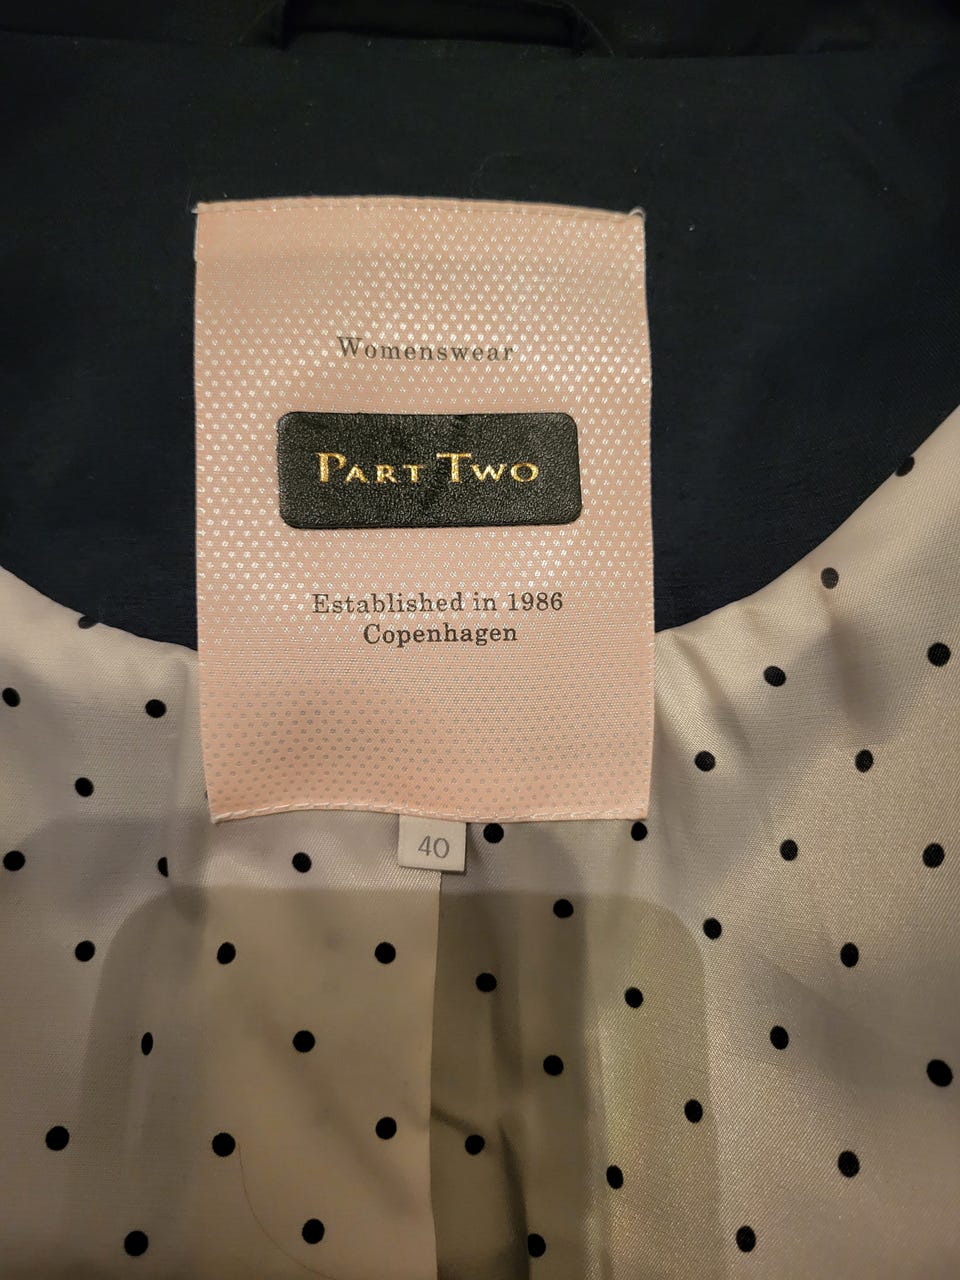 Womenswear
PART TWO
Established in 1986
Copenhagen
40